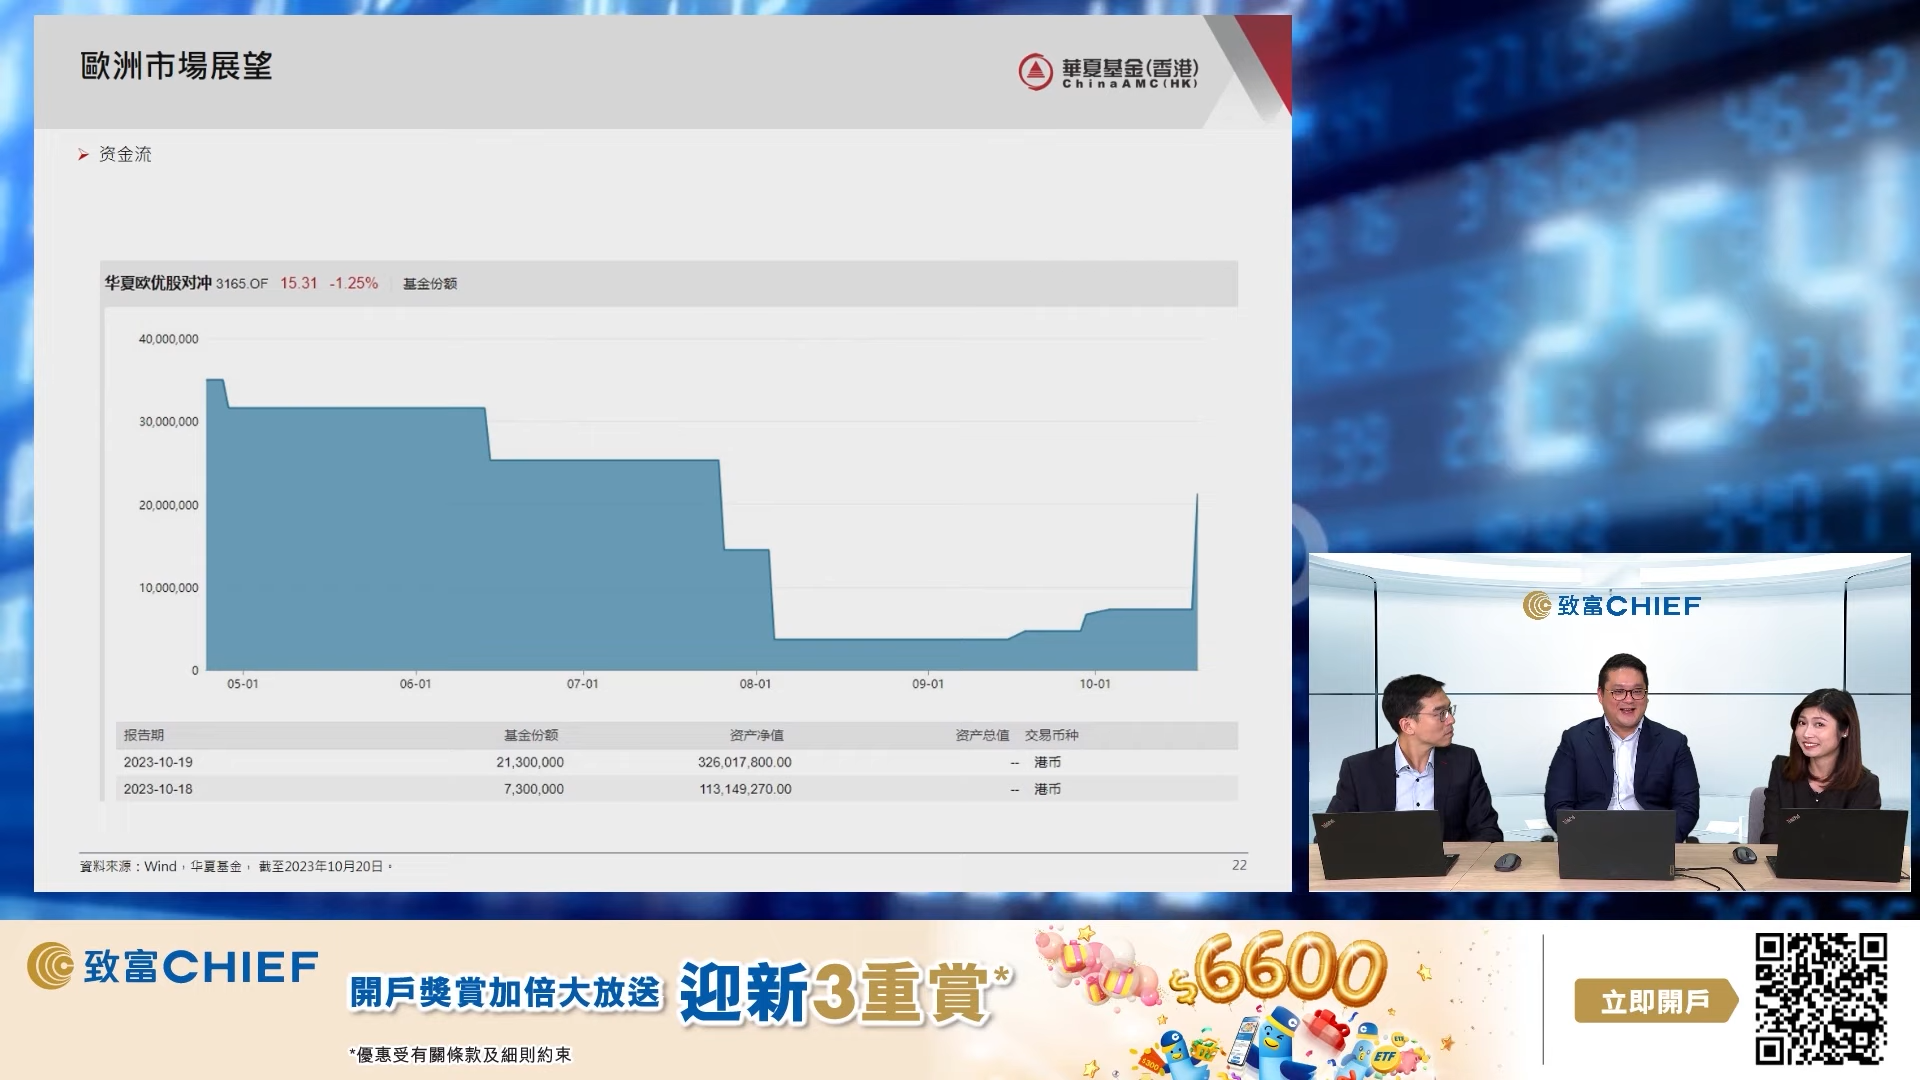 歐洲市場展望
華夏基金(香港)
ChinaAMC(HK)
➢ 资金流
华夏欧优股对冲 3165.OF 15.31 -1.25% 基金份额
40,000,000
30,000,000
20,000,000
10,000,000
0
05-01 06-01 07-01 08-01 09-01 10-01
报告期 基金份额 资产净值 资产总值 交易币种
2023-10-19 21,300,000 326,017,800.00 -- 港币
2023-10-18 7,300,000 113,149,270.00 -- 港币
資料來源：Wind，华夏基金， 截至2023年10月20日。
22
254
致富CHIEF
致富CHIEF
開戶獎賞加倍大放送 迎新3重賞*
*優惠受有關條款及細則約束
$6600
ETF
立即開戶